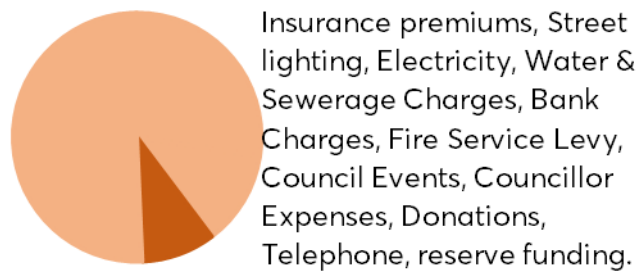 Insurance premiums, Street
lighting, Electricity, Water &
Sewerage Charges, Bank
Charges, Fire Service Levy,
Council Events, Councillor
Expenses, Donations,
Telephone, reserve funding.